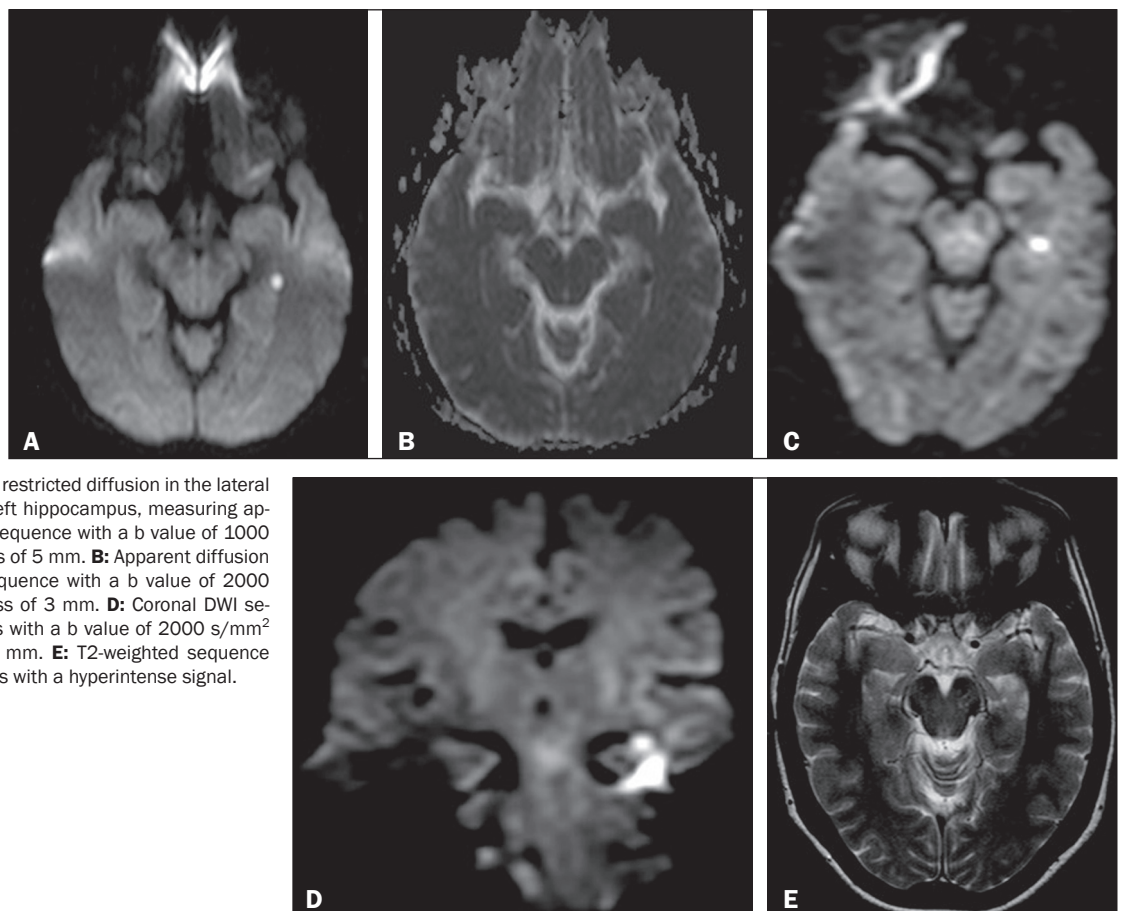 A
B
C
restricted diffusion in the lateral
eft hippocampus, measuring ap-
sequence with a b value of 1000
s of 5 mm. B: Apparent diffusion
quence with a b value of 2000
ss of 3 mm. D: Coronal DWI se-
s with a b value of 2000 s/mm²
mm. E: T2-weighted sequence
s with a hyperintense signal.
D
E